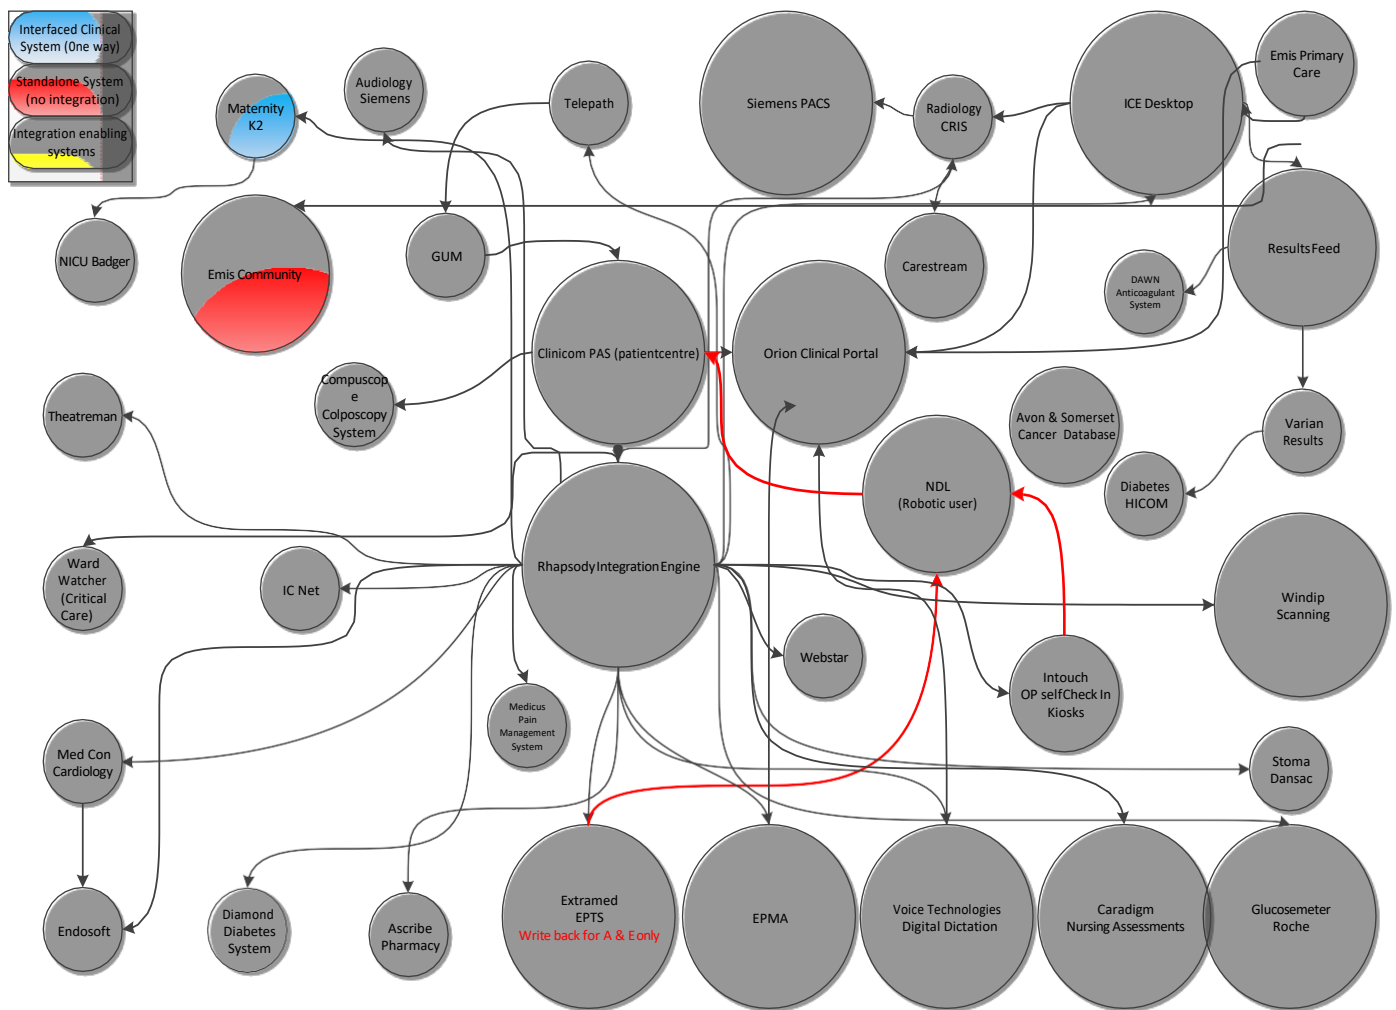 Interfaced Clinical
System (0ne way)
Standalone System
(no integration)
Integration enabling
systems
Maternity
K2
Audiology
Siemens
Telepath
Siemens PACS
Radiology
CRIS
ICE Desktop
Emis Primary
Care
NICU Badger
Emis Community
GUM
Carestream
DAWN
Anticoagulant
System
Results Feed
Clinicom PAS (patientcentre)
Orion Clinical Portal
Compuscop
e
Colposcopy
System
Theatreman
Avon & Somerset
Cancer Database
Varian
Results
NDL
(Robotic user)
Diabetes
HICOM
Ward
Watcher
(Critical
Care)
IC Net
Rhapsody Integration Engine
Windip
Scanning
Webstar
Intouch
OP selfCheck In
Kiosks
Medicus
Pain
Management
System
Med Con
Cardiology
Stoma
Dansac
Endosoft
Diamond
Diabetes
System
Ascribe
Pharmacy
Extramed
EPTS
Write back for A & E only
EPMA
Voice Technologies
Digital Dictation
Caradigm
Nursing Assessments
Glucosemeter
Roche